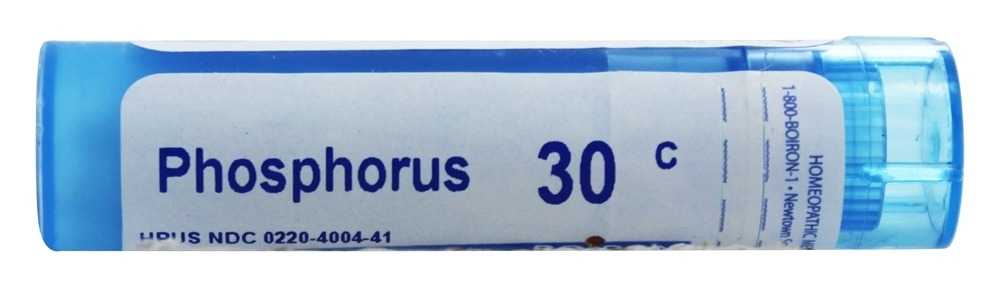 Phosphorus 30 C
HPUS NDC 0220-4004-41
HOMEOPATHIC
1-800-BOIRON-1 • Newtown